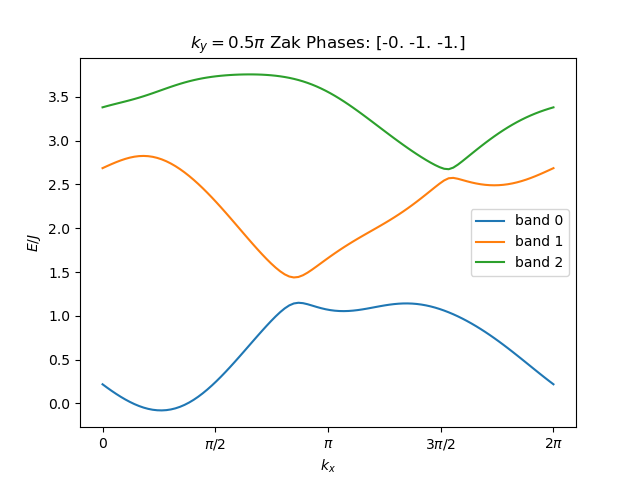 k_y = 0.5π Zak Phases: [-0. -1. -1.]
E/J
3.5
3.0
2.5
2.0
1.5
1.0
0.5
0.0
band 0
band 1
band 2
0 π/2 π 3π/2 2π
k_x